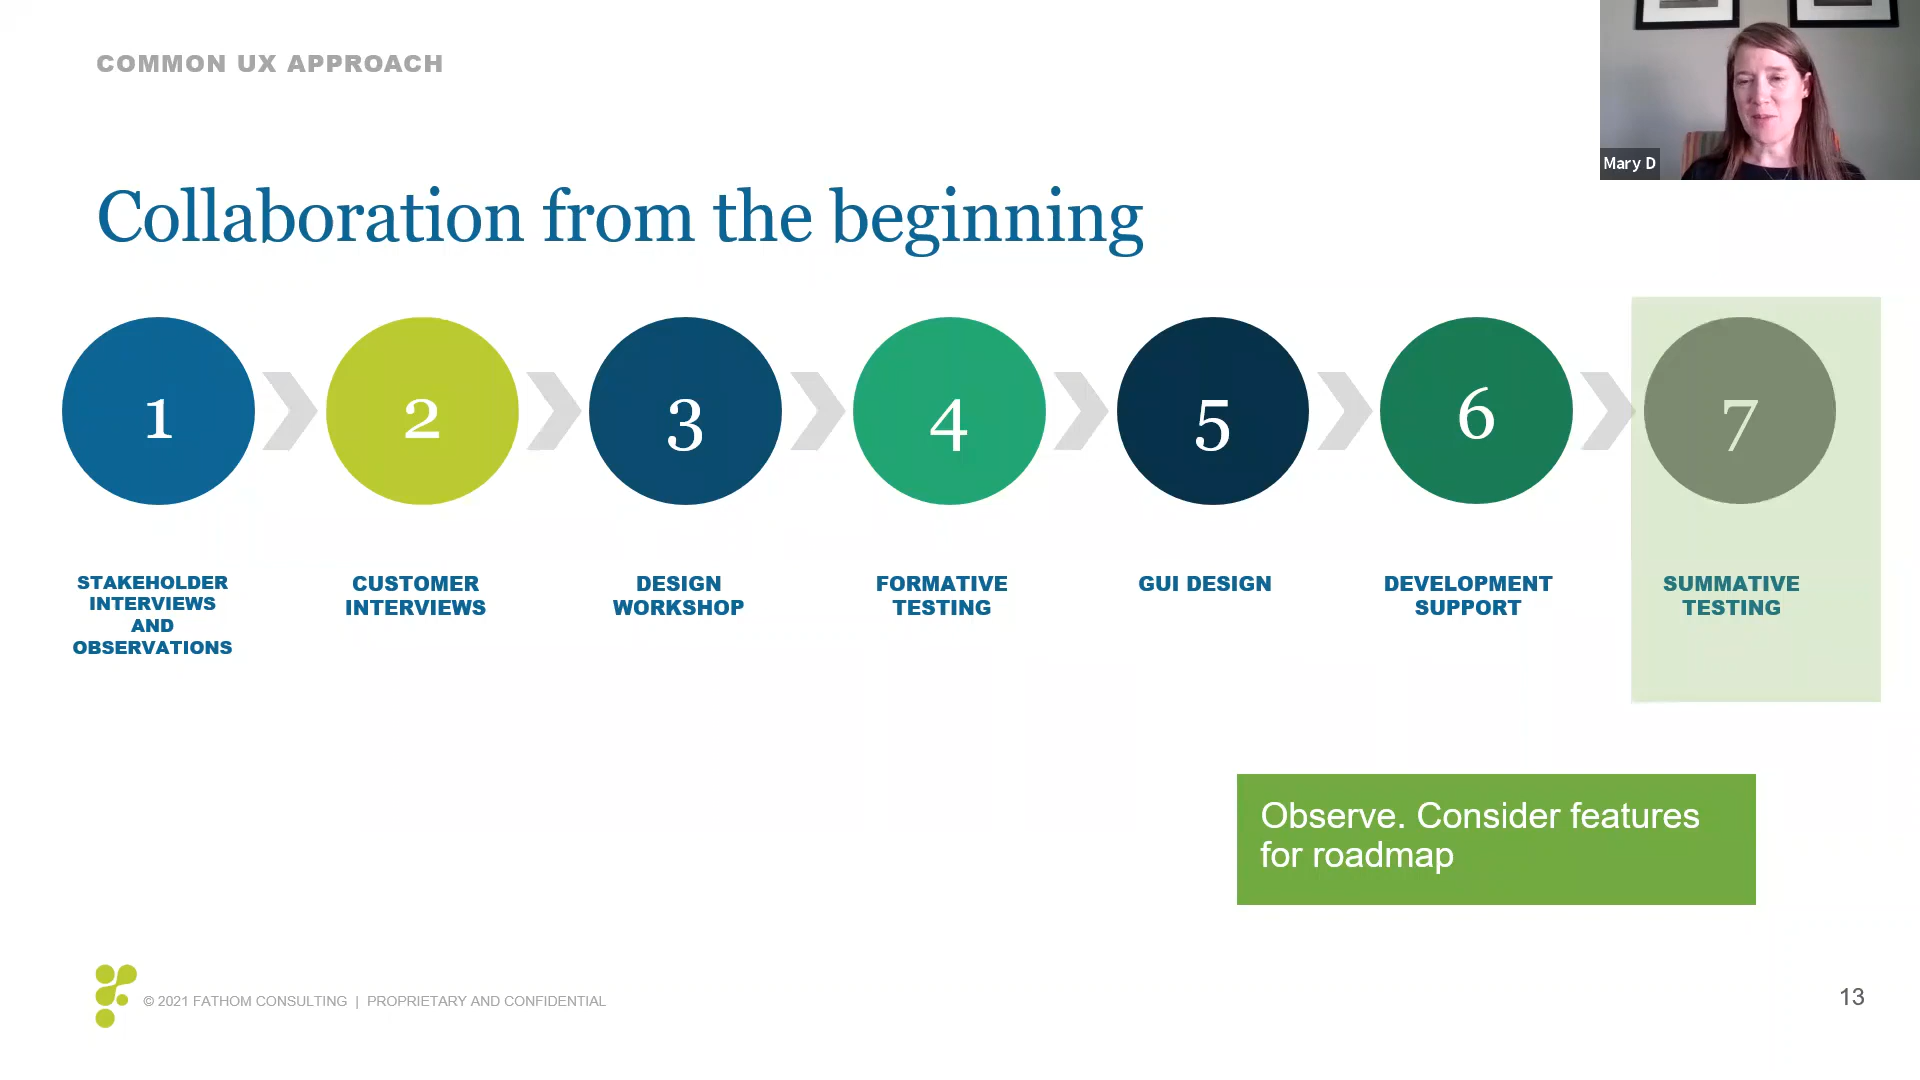 COMMON UX APPROACH
Mary D
Collaboration from the beginning
1
2
3
4
5
6
7
STAKEHOLDER
INTERVIEWS
AND
OBSERVATIONS
CUSTOMER
INTERVIEWS
DESIGN
WORKSHOP
FORMATIVE
TESTING
GUI DESIGN
DEVELOPMENT
SUPPORT
SUMMATIVE
TESTING
Observe. Consider features
for roadmap
© 2021 FATHOM CONSULTING | PROPRIETARY AND CONFIDENTIAL
13